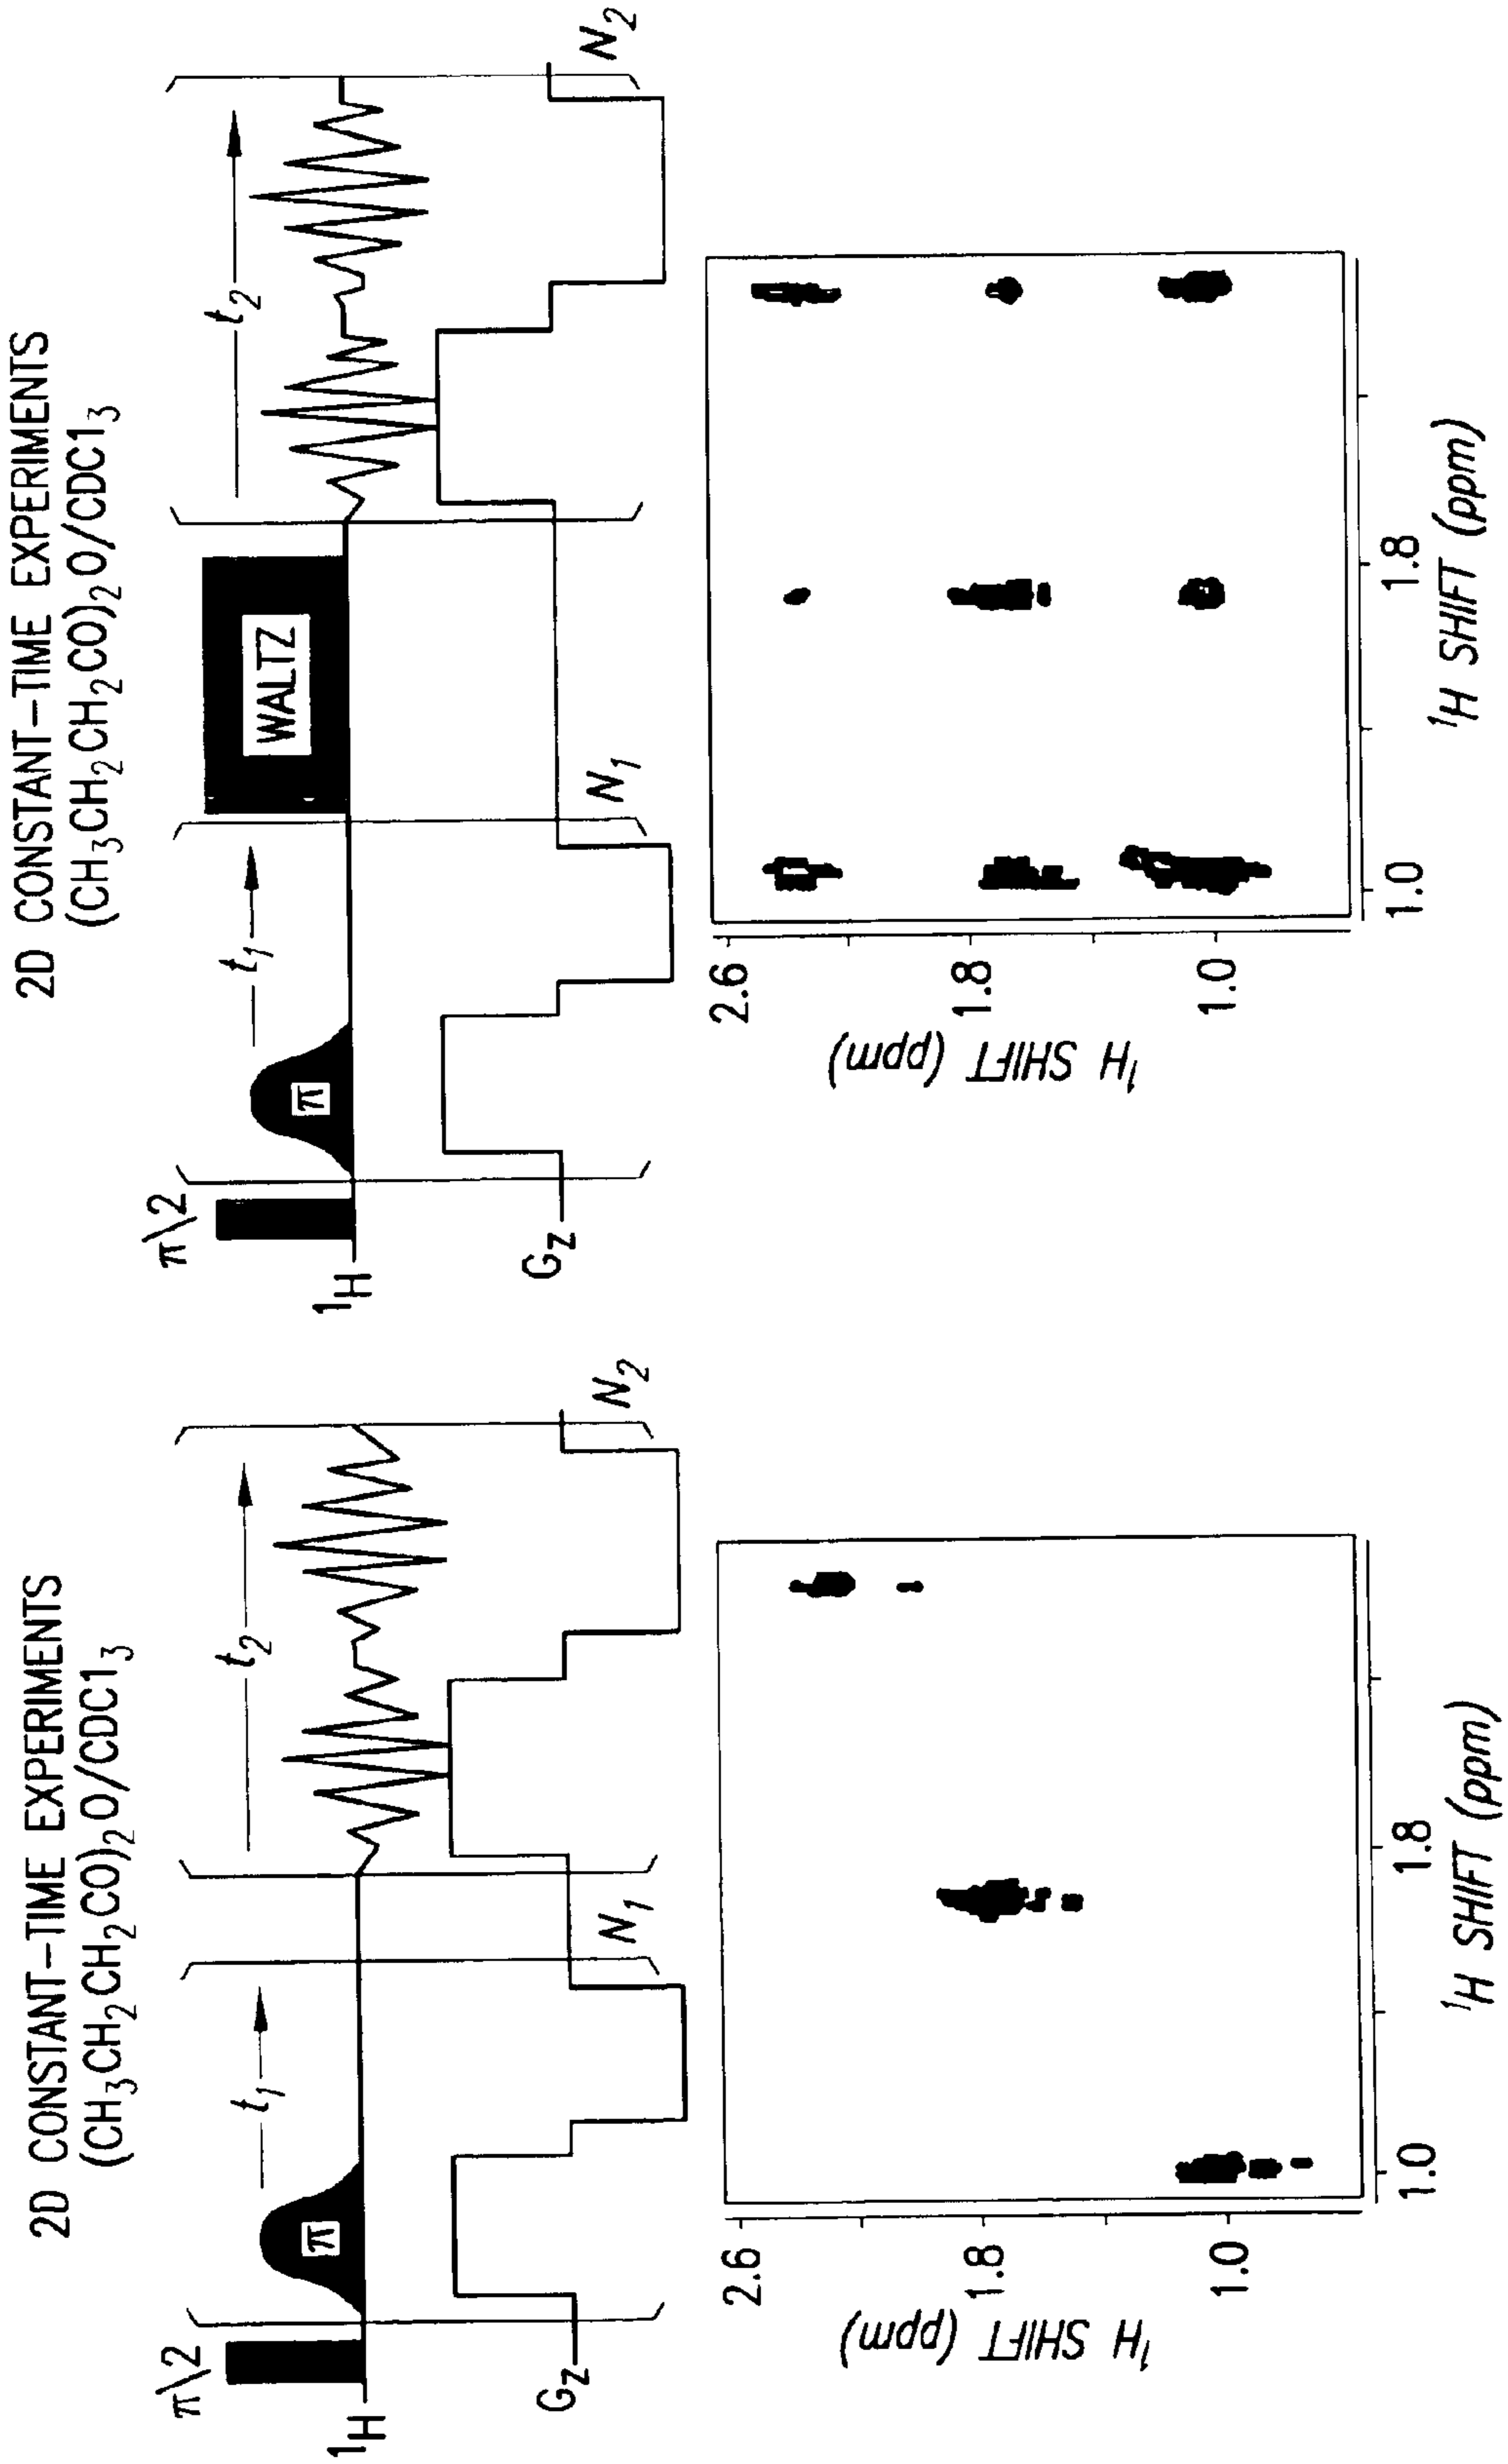 2D CONSTANT-TIME EXPERIMENTS
(CH3CH2CH2CO)2O/CDC13
π\2
π
t1
t2
1H
GZ
N1
N2
2.6
1.8
1.0
1H SHIFT (ppm)
1.0
1.8
1H SHIFT (ppm)
2D CONSTANT-TIME EXPERIMENTS
(CH3CH2CH2CO)2O/CDC13
π\2
π
t1
WALTZ
t2
1H
GZ
N1
N2
2.6
1.8
1.0
1H SHIFT (ppm)
1.0
1.8
1H SHIFT (ppm)